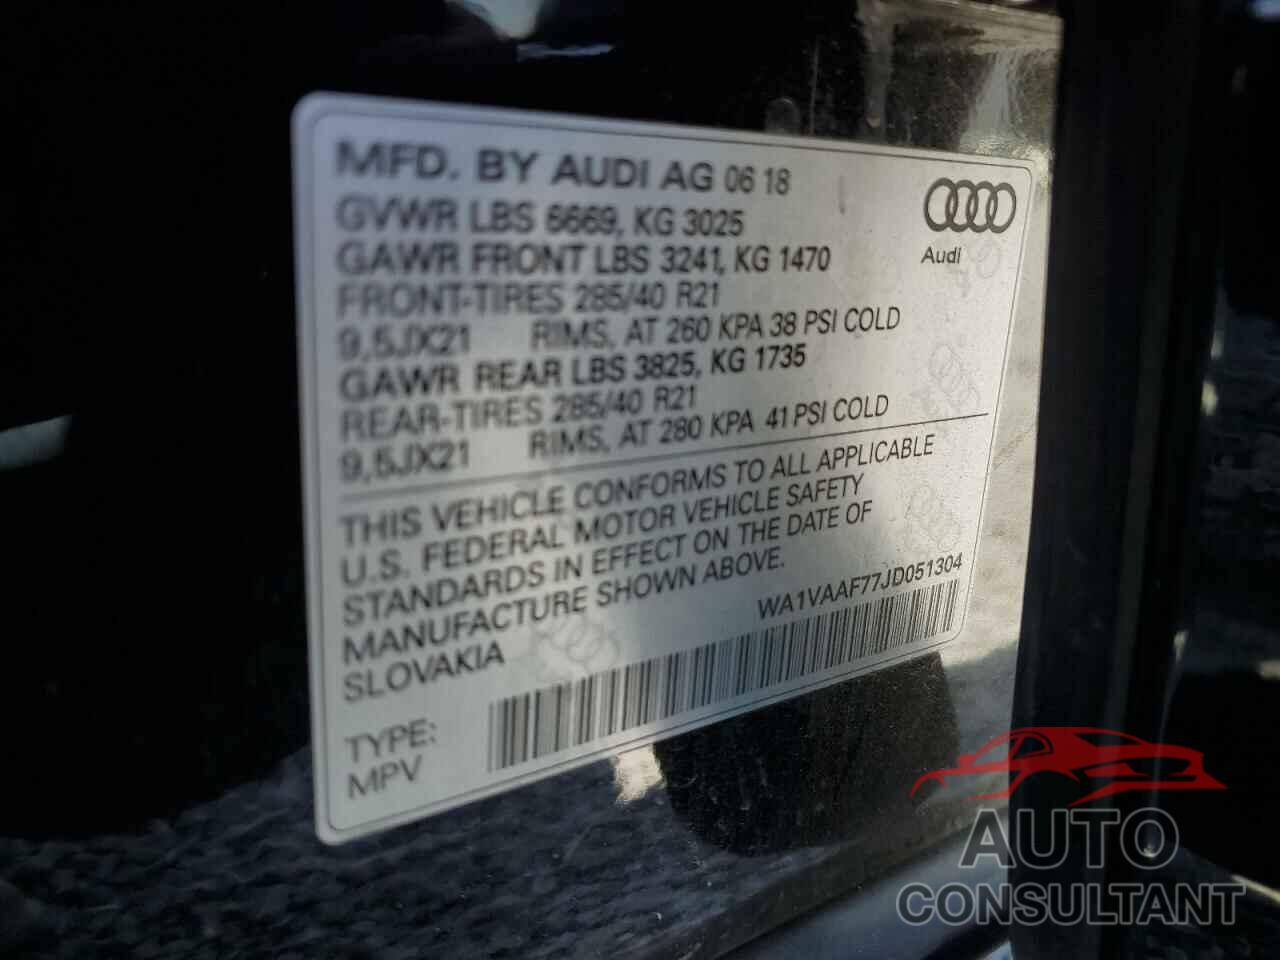 MFD. BY AUDI AG 06 18
GVWR LBS 6669, KG 3025
GAWR FRONT LBS 3241, KG 1470
FRONT-TIRES 285/40 R21
9,5JX21 RIMS, AT 260 KPA 38 PSI COLD
GAWR REAR LBS 3825, KG 1735
REAR-TIRES 285/40 R21
9,5JX21 RIMS, AT 280 KPA 41 PSI COLD
Audi
THIS VEHICLE CONFORMS TO ALL APPLICABLE
U.S. FEDERAL MOTOR VEHICLE SAFETY
STANDARDS IN EFFECT ON THE DATE OF
MANUFACTURE SHOWN ABOVE.
SLOVAKIA
WA1VAAF77JD051304
TYPE:
MPV
AUTO
CONSULTANT